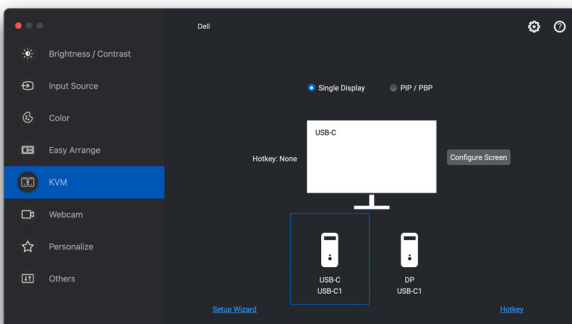 Dell
Brightness / Contrast
Input Source
Color
Easy Arrange
KVM
Webcam
Personalize
Others
Single Display
PIP / PBP
USB-C
Hotkey: None
Configure Screen
USB-C
USB-C1
DP
USB-C1
Setup Wizard
Hotkey